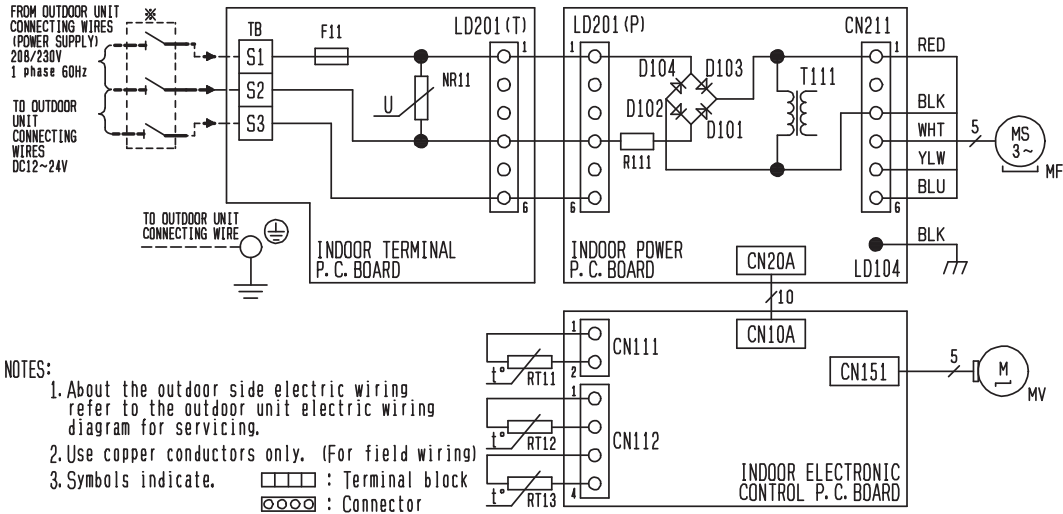 FROM OUTDOOR UNIT
CONNECTING WIRES
(POWER SUPPLY)
208/230V
1 phase 60Hz
※
TO OUTDOOR
UNIT
CONNECTING
WIRES
DC12~24V
TB
S1
S2
S3
F11
NR11
U
LD201(T)
1
6
TO OUTDOOR UNIT
CONNECTING WIRE
INDOOR TERMINAL
P.C.BOARD
LD201(P)
1
6
D104
D103
D102
D101
R111
T111
CN211
1
6
RED
BLK
WHT
YLW
BLU
5
MS
3~
MF
BLK
LD104
INDOOR POWER
P.C.BOARD
CN20A
10
CN10A
1
2
CN111
t°
RT11
1
4
CN112
t°
RT12
t°
RT13
CN151
5
M
MV
INDOOR ELECTRONIC
CONTROL P.C.BOARD
NOTES:
1. About the outdoor side electric wiring
refer to the outdoor unit electric wiring
diagram for servicing.
2. Use copper conductors only. (For field wiring)
3. Symbols indicate.
: Terminal block
: Connector